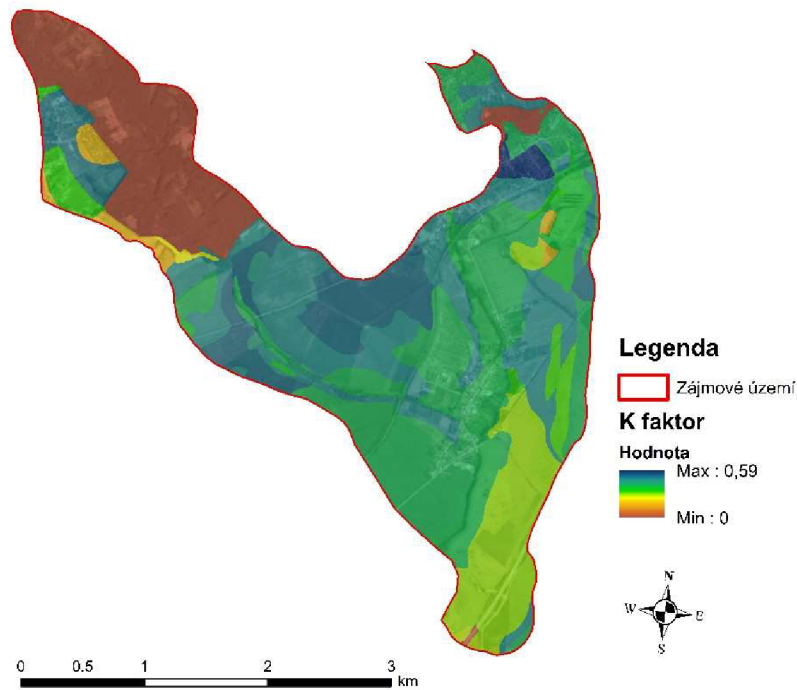 Legenda
Zájmové území
K faktor
Hodnota
Max : 0,59
Min : 0
N
W E
S
0 0.5 1 2 3
km